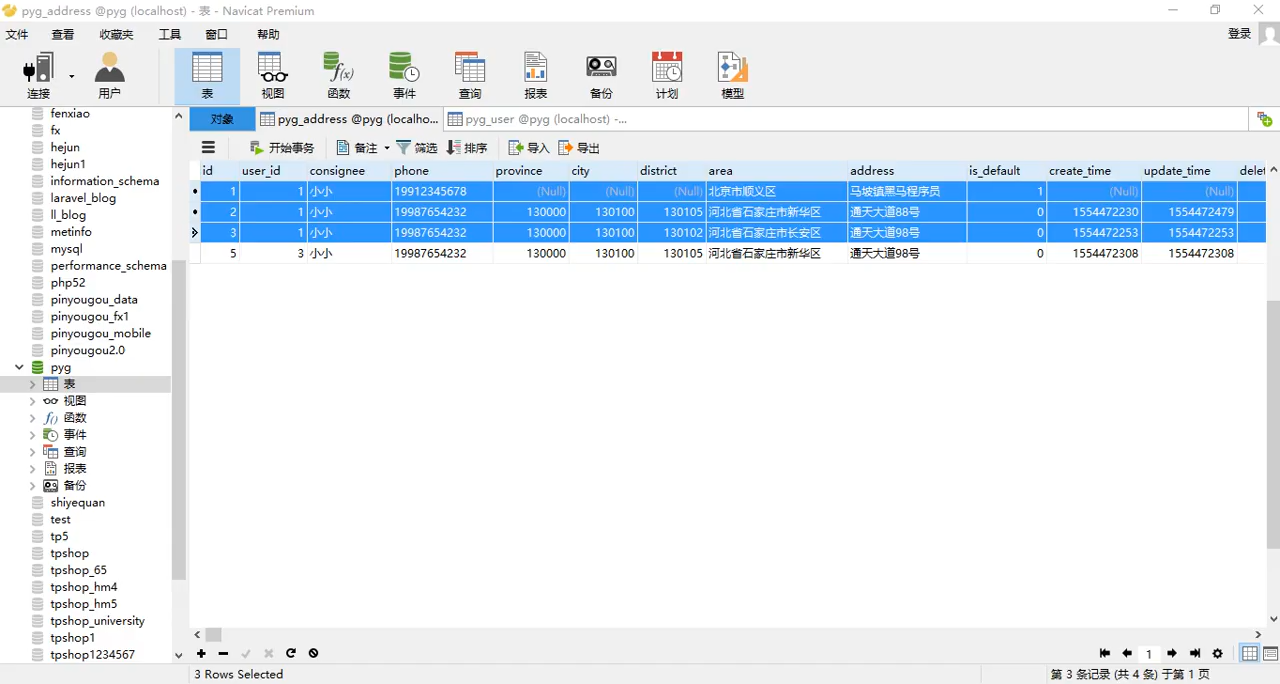 pyg_address @pyg (localhost) - 表 - Navicat Premium
文件 查看 收藏夹 工具 窗口 帮助 登录
连接 用户 表 视图 函数 事件 查询 报表 备份 计划 模型
对象 pyg_address @pyg (localho... pyg_user @pyg (localhost) -...
开始事务 备注 筛选 排序 导入 导出
fenxiao
fx
hejun
hejun1
information_schema
laravel_blog
ll_blog
metinfo
mysql
performance_schema
php52
pinyougou_data
pinyougou_fx1
pinyougou_mobile
pinyougou2.0
pyg
表
视图
函数
事件
查询
报表
备份
shiyequan
test
tp5
tpshop
tpshop_65
tpshop_hm4
tpshop_hm5
tpshop_university
tpshop1
tpshop1234567
id user_id consignee phone province city district area address is_default create_time update_time delet
1 1 小小 19912345678 (Null) (Null) (Null) 北京市顺义区 马坡镇黑马程序员 1 (Null) (Null)
2 1 小小 19987654232 130000 130100 130105 河北省石家庄市新华区 通天大道88号 0 1554472230 1554472479
3 1 小小 19987654232 130000 130100 130102 河北省石家庄市长安区 通天大道98号 0 1554472253 1554472253
5 3 小小 19987654232 130000 130100 130105 河北省石家庄市新华区 通天大道98号 0 1554472308 1554472308
1
3 Rows Selected 第 3 条记录 (共 4 条) 于第 1 页